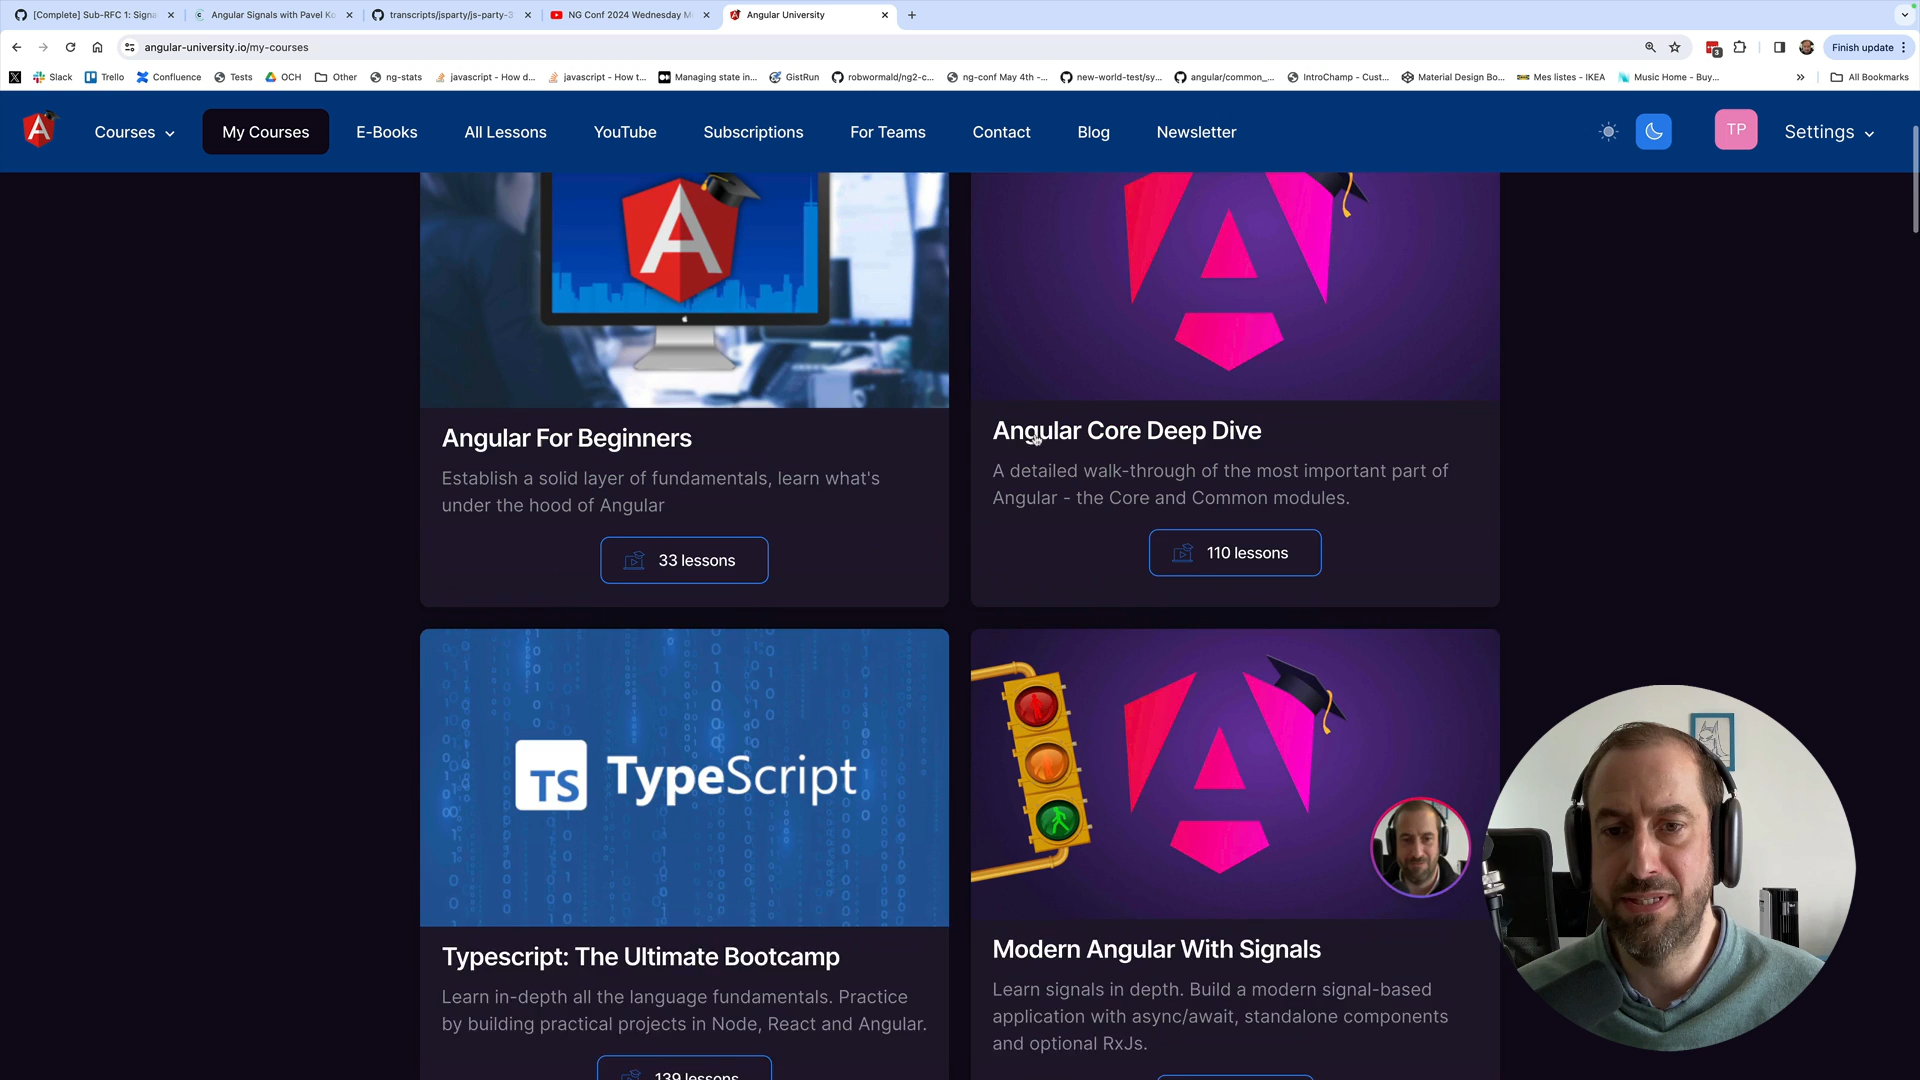 [Complete] Sub-RFC 1: Signa
Angular Signals with Pavel Ko
transcripts/jsparty/js-party-3
NG Conf 2024 Wednesday M
Angular University
angular-university.io/my-courses
Finish update
Slack
Trello
Confluence
Tests
OCH
Other
ng-stats
javascript - How d...
javascript - How t...
Managing state in...
GistRun
robwormald/ng2-c...
ng-conf May 4th -...
new-world-test/sy...
angular/common_...
IntroChamp - Cust...
Material Design Bo...
Mes listes - IKEA
Music Home - Buy...
All Bookmarks
Courses
My Courses
E-Books
All Lessons
YouTube
Subscriptions
For Teams
Contact
Blog
Newsletter
TP
Settings
Angular For Beginners
Establish a solid layer of fundamentals, learn what's
under the hood of Angular
33 lessons
Angular Core Deep Dive
A detailed walk-through of the most important part of
Angular - the Core and Common modules.
110 lessons
TS TypeScript
Typescript: The Ultimate Bootcamp
Learn in-depth all the language fundamentals. Practice
by building practical projects in Node, React and Angular.
139 lessons
Modern Angular With Signals
Learn signals in depth. Build a modern signal-based
application with async/await, standalone components
and optional RxJs.